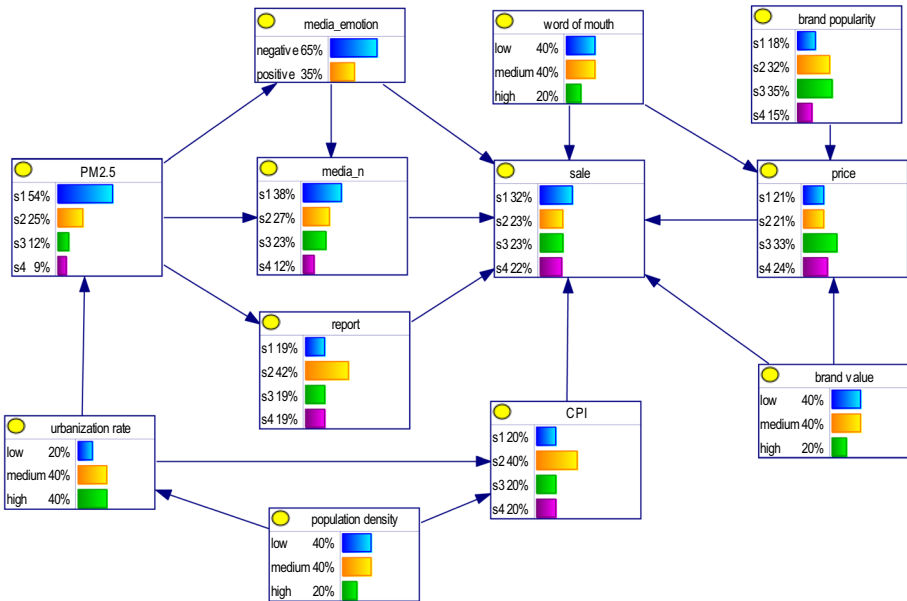 media_emotion
negative 65%
positive 35%
word of mouth
low 40%
medium 40%
high 20%
brand popularity
s1 18%
s2 32%
s3 35%
s4 15%
PM2.5
s1 54%
s2 25%
s3 12%
s4 9%
media_n
s1 38%
s2 27%
s3 23%
s4 12%
sale
s1 32%
s2 23%
s3 23%
s4 22%
price
s1 21%
s2 21%
s3 33%
s4 24%
report
s1 19%
s2 42%
s3 19%
s4 19%
brand value
low 40%
medium 40%
high 20%
urbanization rate
low 20%
medium 40%
high 40%
CPI
s1 20%
s2 40%
s3 20%
s4 20%
population density
low 40%
medium 40%
high 20%